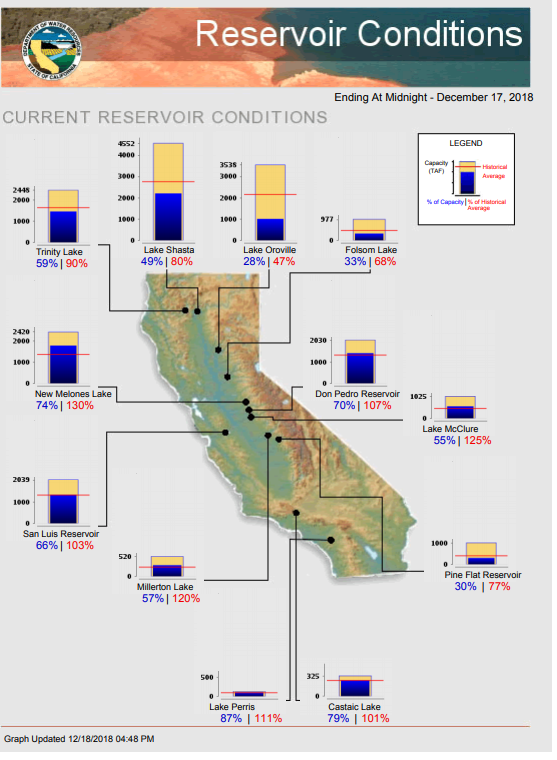 DEPARTMENT OF WATER RESOURCES
STATE OF CALIFORNIA
Reservoir Conditions
Ending At Midnight - December 17, 2018
CURRENT RESERVOIR CONDITIONS
LEGEND
Capacity
(TAF)
Historical
Average
% of Capacity | % of Historical
Average
2448
2000
1000
0
Trinity Lake
59% | 90%
4552
4000
3000
2000
1000
0
Lake Shasta
49% | 80%
3538
3000
2000
1000
0
Lake Oroville
28% | 47%
977
0
Folsom Lake
33% | 68%
2420
2000
1000
0
New Melones Lake
74% | 130%
2030
1000
0
Don Pedro Reservoir
70% | 107%
1025
0
Lake McClure
55% | 125%
2039
1000
0
San Luis Reservoir
66% | 103%
520
0
Millerton Lake
57% | 120%
1000
0
Pine Flat Reservoir
30% | 77%
500
0
Lake Perris
87% | 111%
325
0
Castaic Lake
79% | 101%
Graph Updated 12/18/2018 04:48 PM